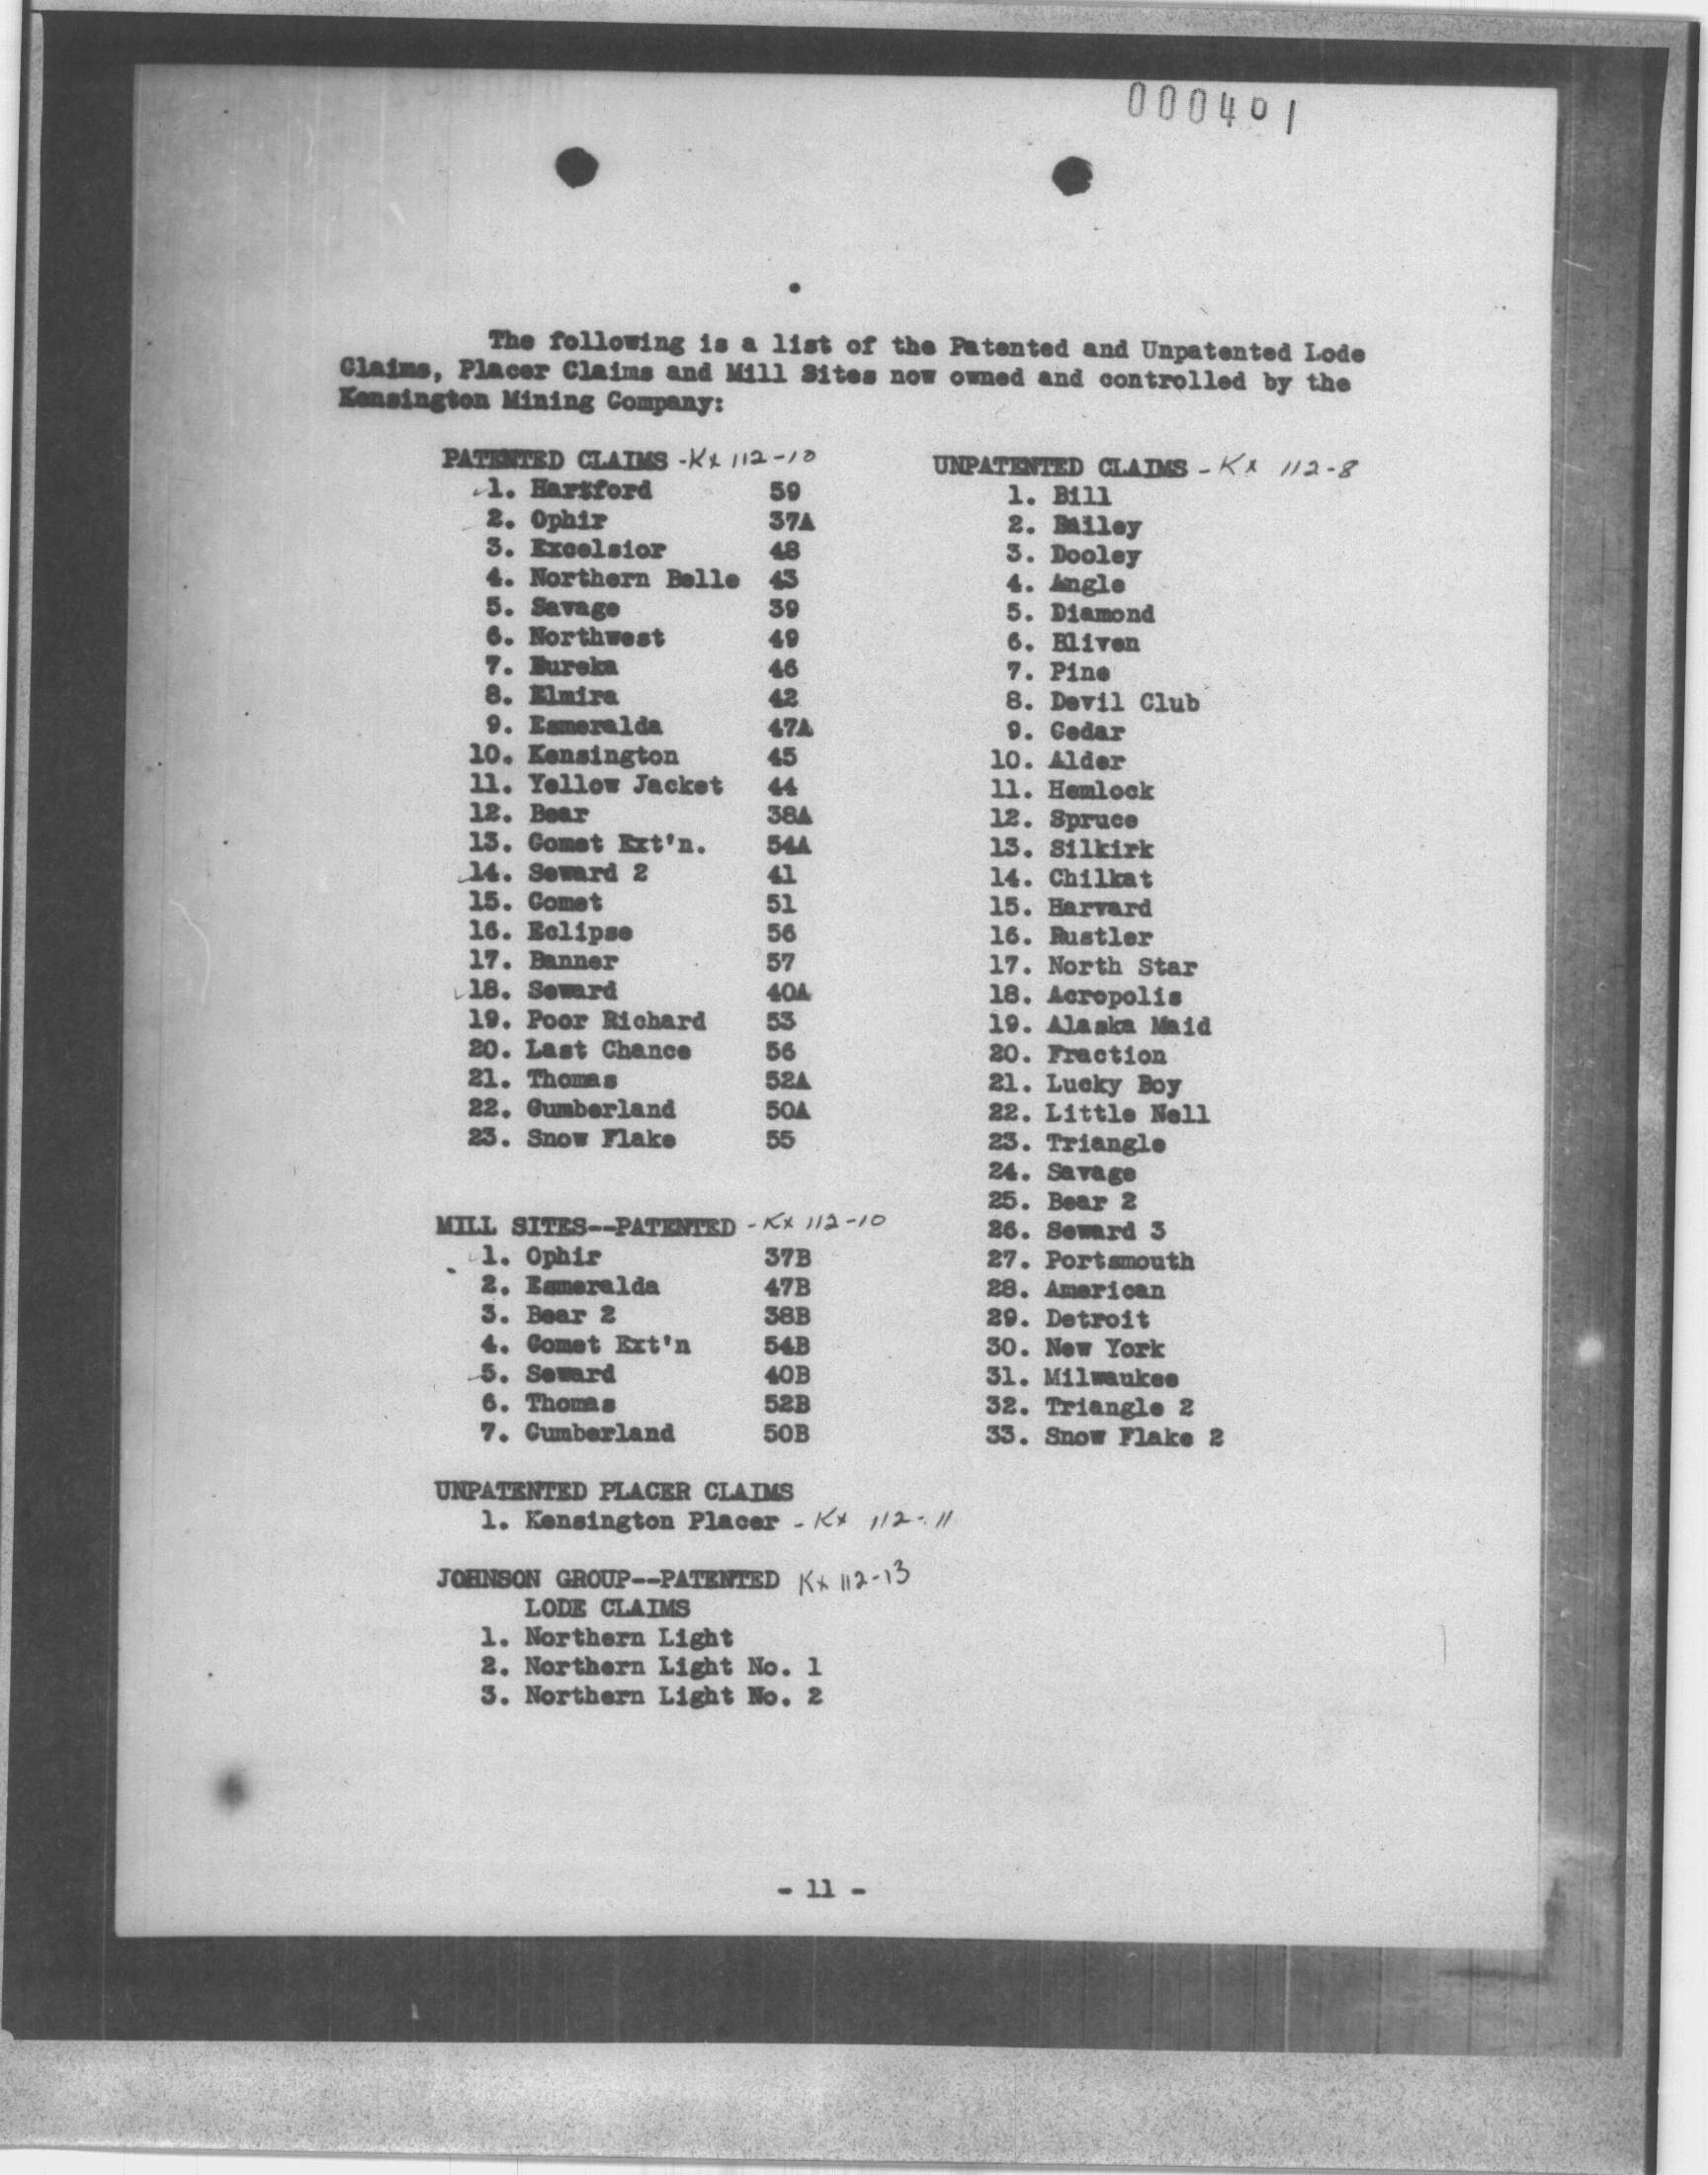 000401
The following is a list of the Patented and Unpatented Lode
Claims, Placer Claims and Mill Sites now owned and controlled by the
Kensington Mining Company:
PATENTED CLAIMS - Kx 112-10
1. Hartford 59
2. Ophir 37A
3. Excelsior 48
4. Northern Belle 43
5. Savage 39
6. Northwest 49
7. Eureka 46
8. Elmira 42
9. Esmeralda 47A
10. Kensington 45
11. Yellow Jacket 44
12. Bear 38A
13. Comet Ext'n. 54A
14. Seward 2 41
15. Comet 51
16. Eclipse 56
17. Banner 57
18. Seward 40A
19. Poor Richard 53
20. Last Chance 56
21. Thomas 52A
22. Cumberland 50A
23. Snow Flake 55
MILL SITES--PATENTED - Kx 112-10
1. Ophir 37B
2. Esmeralda 47B
3. Bear 2 38B
4. Comet Ext'n 54B
5. Seward 40B
6. Thomas 52B
7. Cumberland 50B
UNPATENTED PLACER CLAIMS
1. Kensington Placer - Kx 112-11
JOHNSON GROUP--PATENTED Kx 112-13
LODE CLAIMS
1. Northern Light
2. Northern Light No. 1
3. Northern Light No. 2
UNPATENTED CLAIMS - Kx 112-8
1. Bill
2. Bailey
3. Dooley
4. Angle
5. Diamond
6. Bliven
7. Pine
8. Devil Club
9. Cedar
10. Alder
11. Hemlock
12. Spruce
13. Silkirk
14. Chilkat
15. Harvard
16. Rustler
17. North Star
18. Acropolis
19. Alaska Maid
20. Fraction
21. Lucky Boy
22. Little Nell
23. Triangle
24. Savage
25. Bear 2
26. Seward 3
27. Portsmouth
28. American
29. Detroit
30. New York
31. Milwaukee
32. Triangle 2
33. Snow Flake 2
- 11 -